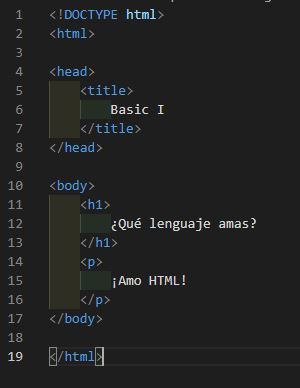 1 <!DOCTYPE html>
2 <html>
3
4 <head>
5 <title>
6 Basic I
7 </title>
8 </head>
9
10 <body>
11 <h1>
12 ¿Qué lenguaje amas?
13 </h1>
14 <p>
15 ¡Amo HTML!
16 </p>
17 </body>
18
19 </html>